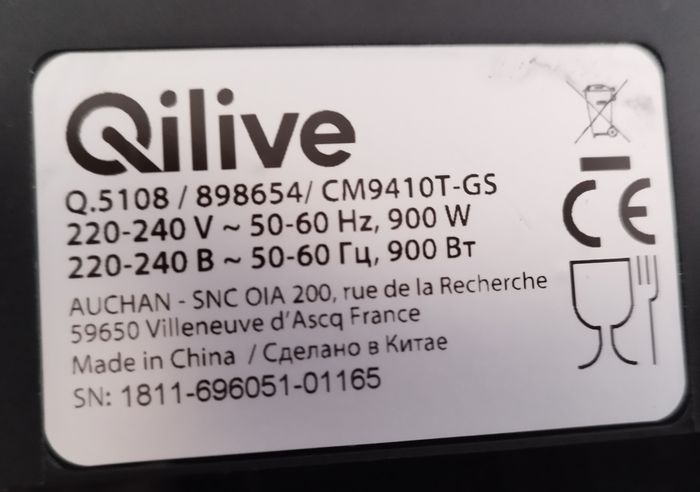 Qilive
Q.5108 / 898654/ CM9410T-GS
220-240 V ~ 50-60 Hz, 900 W
220-240 В ~ 50-60 Гц, 900 Вт
AUCHAN - SNC OIA 200, rue de la Recherche
59650 Villeneuve d'Ascq France
Made in China / Сделано в Китае
SN: 1811-696051-01165
CE